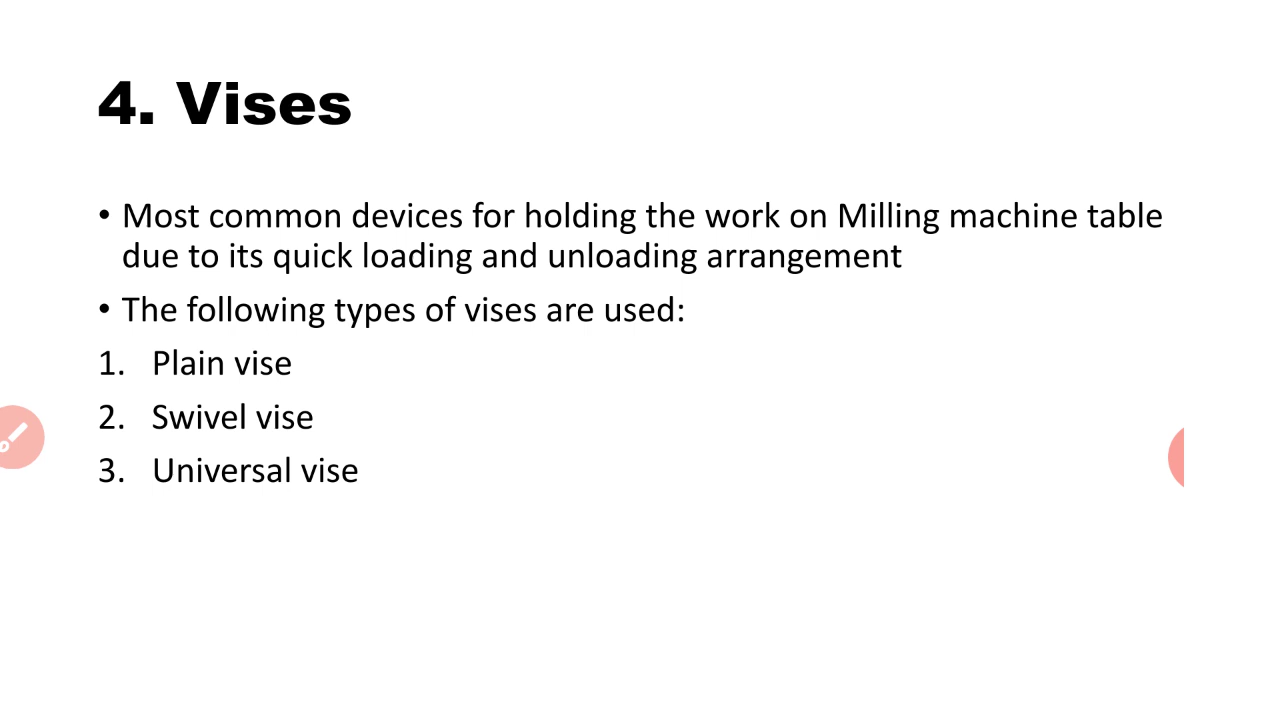 4. Vises
• Most common devices for holding the work on Milling machine table
due to its quick loading and unloading arrangement
• The following types of vises are used:
1. Plain vise
2. Swivel vise
3. Universal vise